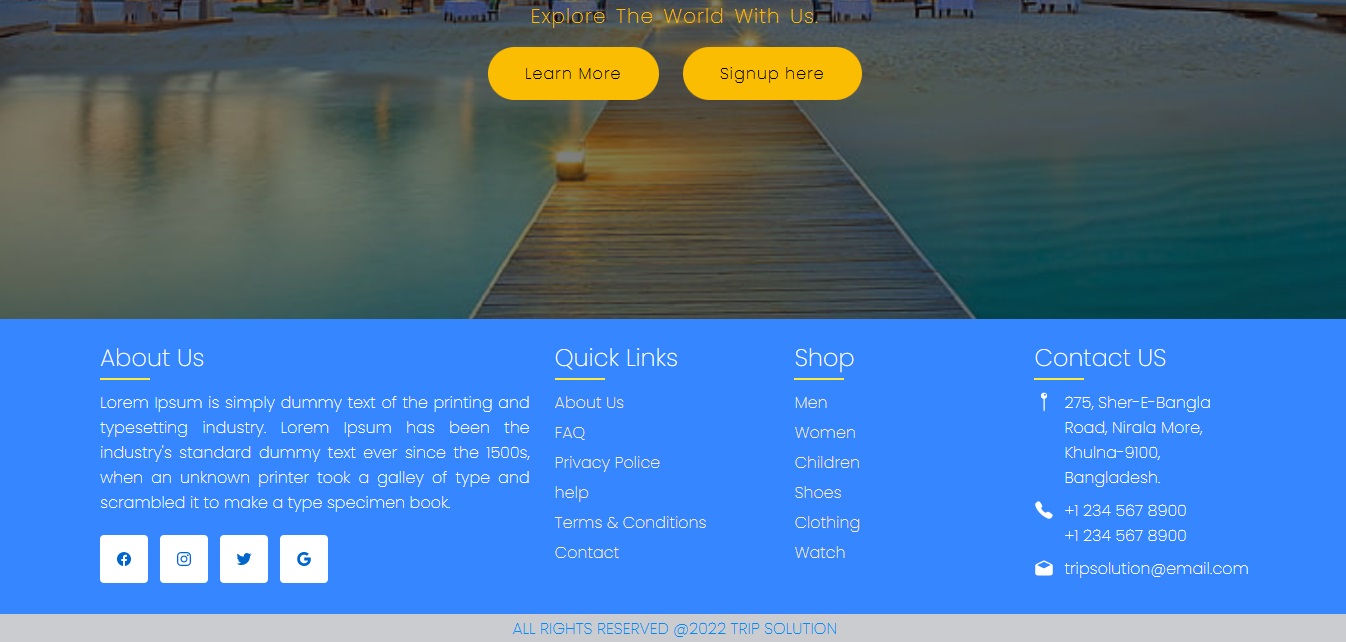 Explore The World With Us.
Learn More
Signup here
About Us
Lorem Ipsum is simply dummy text of the printing and
typesetting industry. Lorem Ipsum has been the
industry's standard dummy text ever since the 1500s,
when an unknown printer took a galley of type and
scrambled it to make a type specimen book.
Quick Links
About Us
FAQ
Privacy Police
help
Terms & Conditions
Contact
Shop
Men
Women
Children
Shoes
Clothing
Watch
Contact US
275, Sher-E-Bangla
Road, Nirala More,
Khulna-9100,
Bangladesh.
+1 234 567 8900
+1 234 567 8900
tripsolution@email.com
ALL RIGHTS RESERVED @2022 TRIP SOLUTION